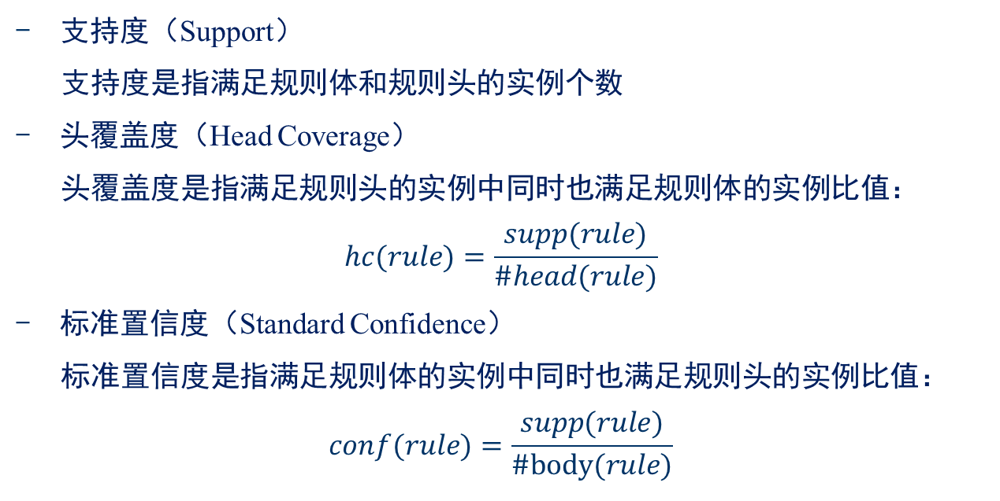 - 支持度（Support）
支持度是指满足规则体和规则头的实例个数
- 头覆盖度（Head Coverage）
头覆盖度是指满足规则头的实例中同时也满足规则体的实例比值：
hc(rule) = supp(rule) / #head(rule)
- 标准置信度（Standard Confidence）
标准置信度是指满足规则体的实例中同时也满足规则头的实例比值：
conf(rule) = supp(rule) / #body(rule)